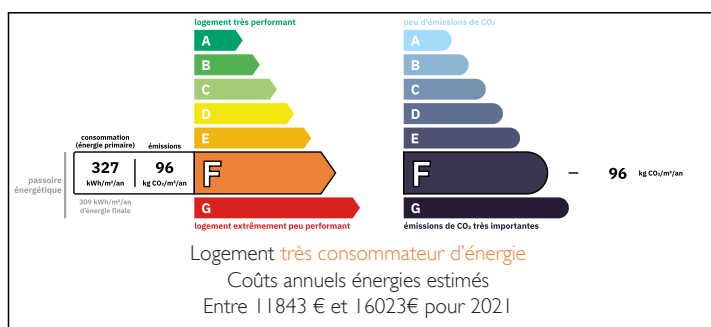 logement très performant
A
B
C
D
E
consommation
(énergie primaire)
émissions
passoire
énergétique
327
kWh/m²/an
96
kg CO₂/m²/an
F
309 kWh/m²/an
d'énergie finale
G
logement extrêmement peu performant
peu d'émissions de CO₂
A
B
C
D
E
F
96 kg CO₂/m²/an
G
émissions de CO₂ très importantes
Logement très consommateur d'énergie
Coûts annuels énergies estimés
Entre 11843 € et 16023€ pour 2021